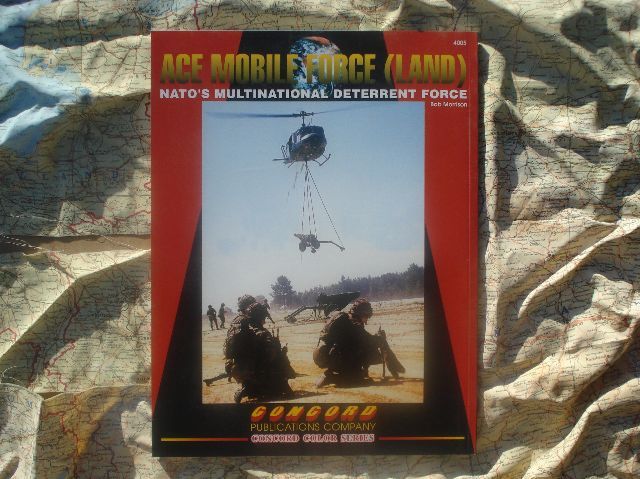 4005
ACE MOBILE FORCE (LAND)
NATO'S MULTINATIONAL DETERRENT FORCE
Bob Morrison
CONCORD
PUBLICATIONS COMPANY
CONCORD COLOR SERIES